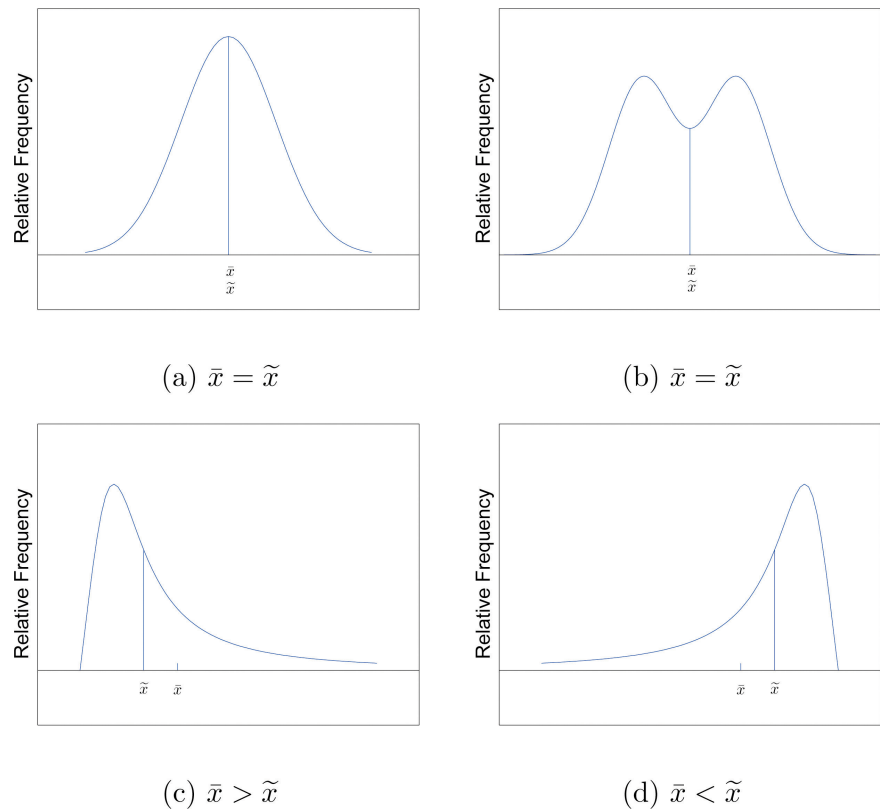 Relative Frequency
x̄
x̃
(a) x̄ = x̃
Relative Frequency
x̄
x̃
(b) x̄ = x̃
Relative Frequency
x̃ x̄
(c) x̄ > x̃
Relative Frequency
x̄ x̃
(d) x̄ < x̃